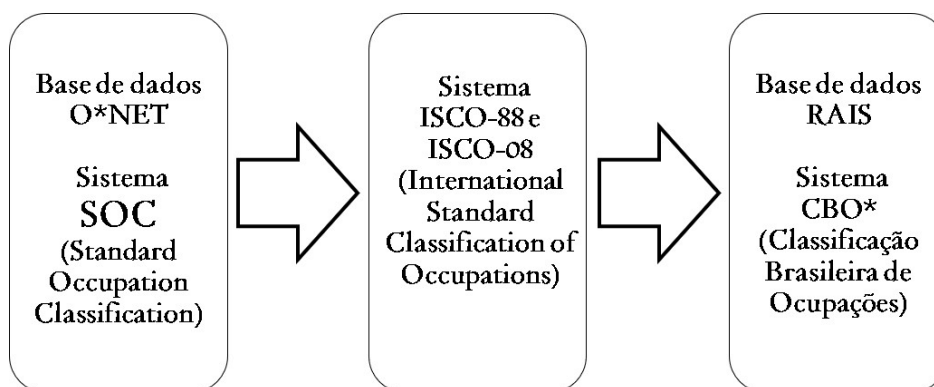 Base de dados
O*NET
Sistema
SOC
(Standard
Occupation
Classification)
Sistema
ISCO-88 e
ISCO-08
(International
Standard
Classification of
Occupations)
Base de dados
RAIS
Sistema
CBO*
(Classificação
Brasileira de
Ocupações)